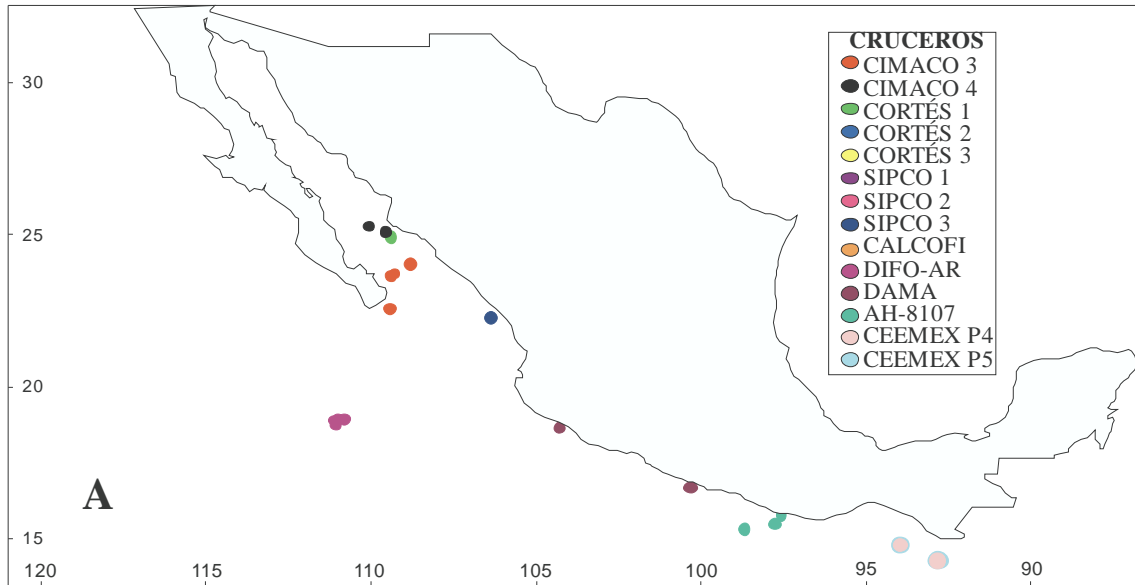 CRUCEROS
CIMACO 3
CIMACO 4
CORTÉS 1
CORTÉS 2
CORTÉS 3
SIPCO 1
SIPCO 2
SIPCO 3
CALCOFI
DIFO-AR
DAMA
AH-8107
CEEMEX P4
CEEMEX P5
30
25
20
15
A
120 115 110 105 100 95 90